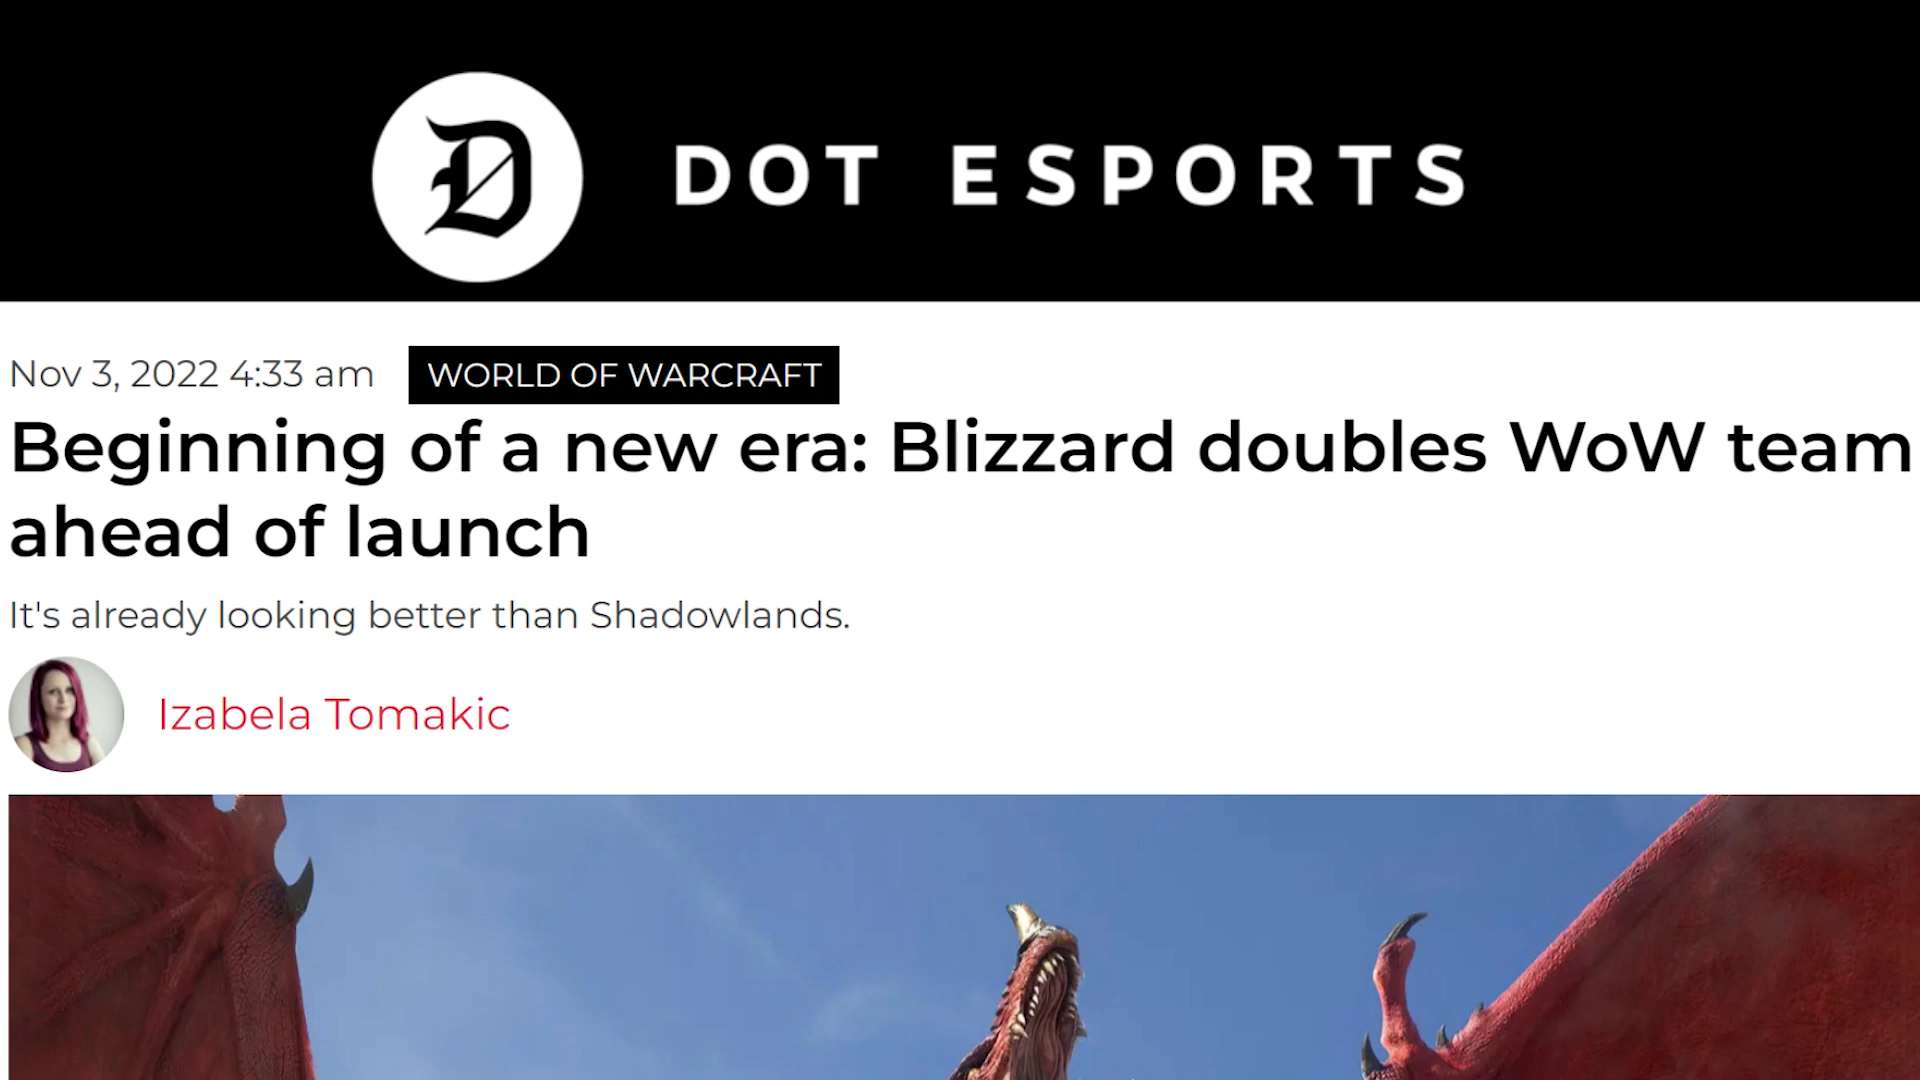 DOT ESPORTS
Nov 3, 2022 4:33 am WORLD OF WARCRAFT
Beginning of a new era: Blizzard doubles WoW team
ahead of launch
It's already looking better than Shadowlands.
Izabela Tomakic